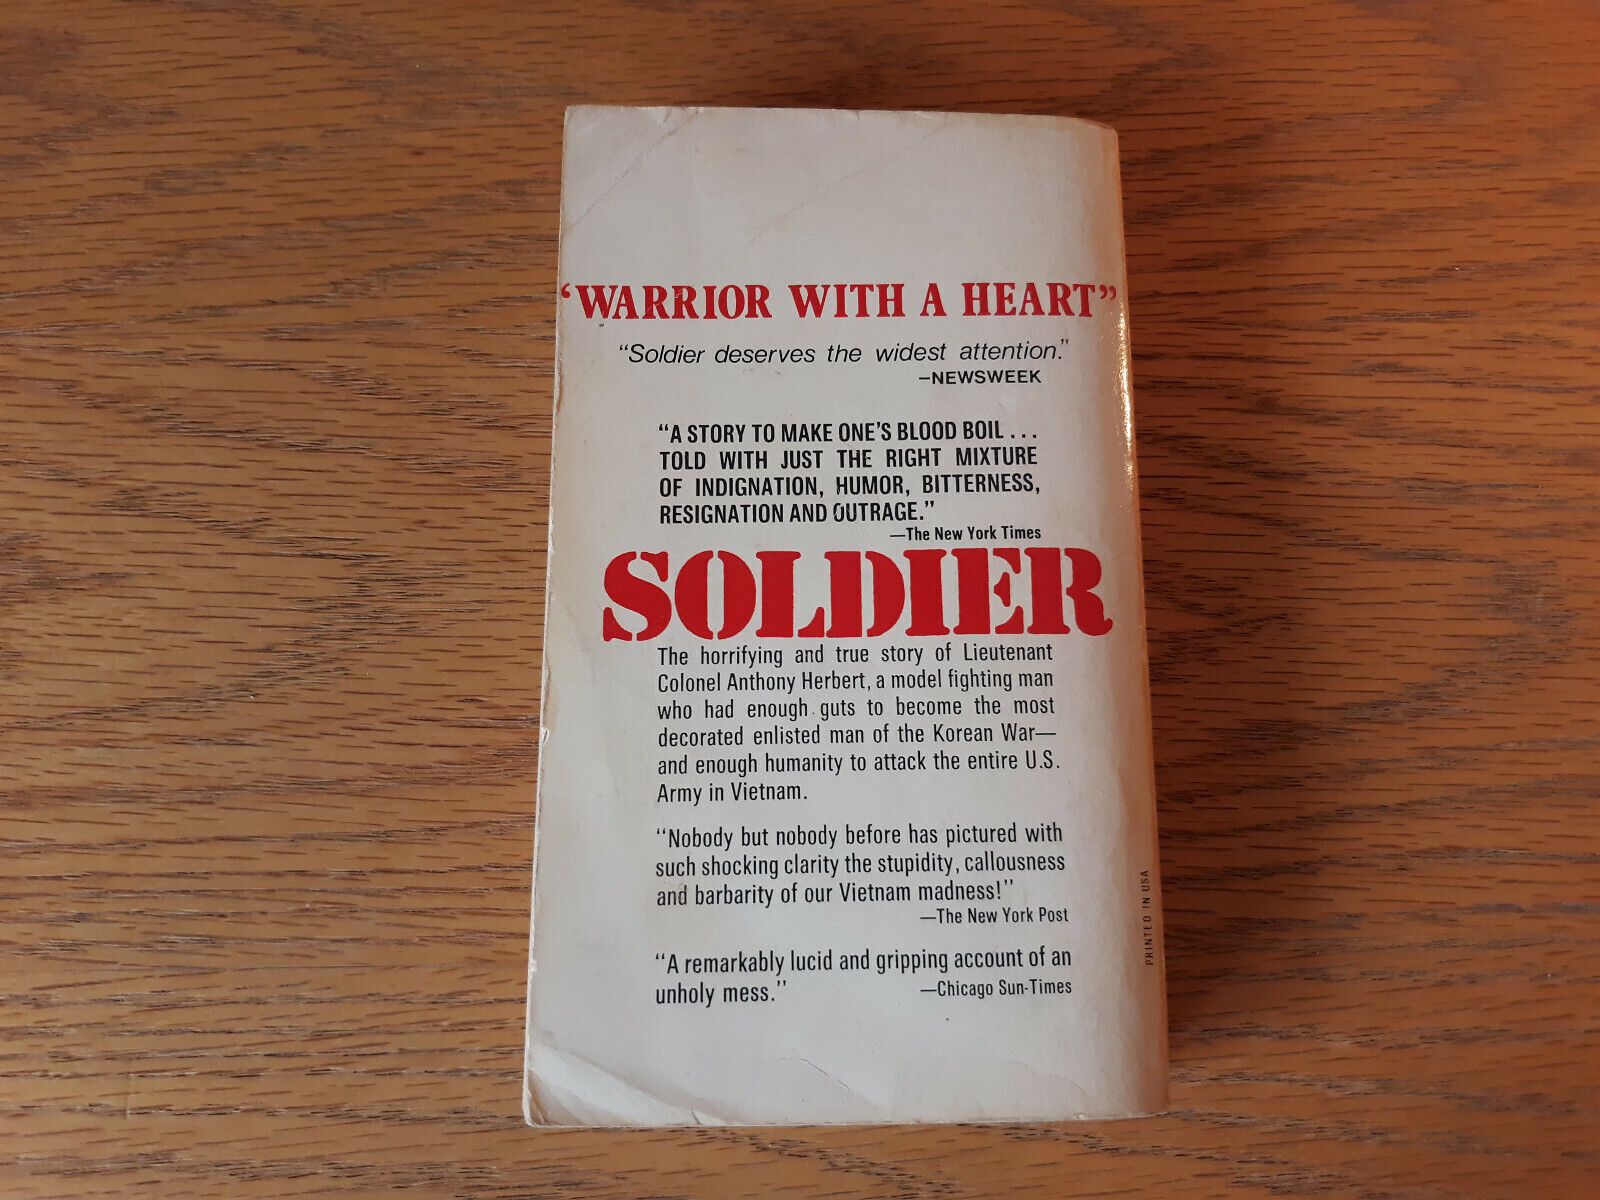 ‘WARRIOR WITH A HEART”
“Soldier deserves the widest attention.”
–NEWSWEEK
“A STORY TO MAKE ONE’S BLOOD BOIL . . .
TOLD WITH JUST THE RIGHT MIXTURE
OF INDIGNATION, HUMOR, BITTERNESS,
RESIGNATION AND OUTRAGE.”
—The New York Times
SOLDIER
The horrifying and true story of Lieutenant
Colonel Anthony Herbert, a model fighting man
who had enough guts to become the most
decorated enlisted man of the Korean War—
and enough humanity to attack the entire U.S.
Army in Vietnam.
“Nobody but nobody before has pictured with
such shocking clarity the stupidity, callousness
and barbarity of our Vietnam madness!”
—The New York Post
“A remarkably lucid and gripping account of an
unholy mess.” —Chicago Sun-Times
PRINTED IN USA